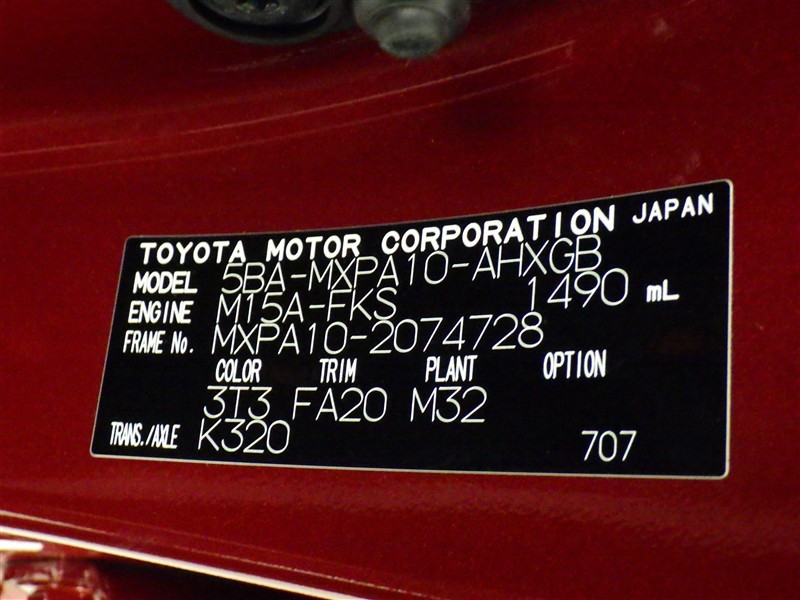 TOYOTA MOTOR CORPORATION JAPAN
MODEL 5BA-MXPA10-AHXGB
ENGINE M15A-FKS 1490 mL
FRAME No. MXPA10-2074728
COLOR TRIM PLANT OPTION
3T3 FA20 M32
TRANS./AXLE K320 707